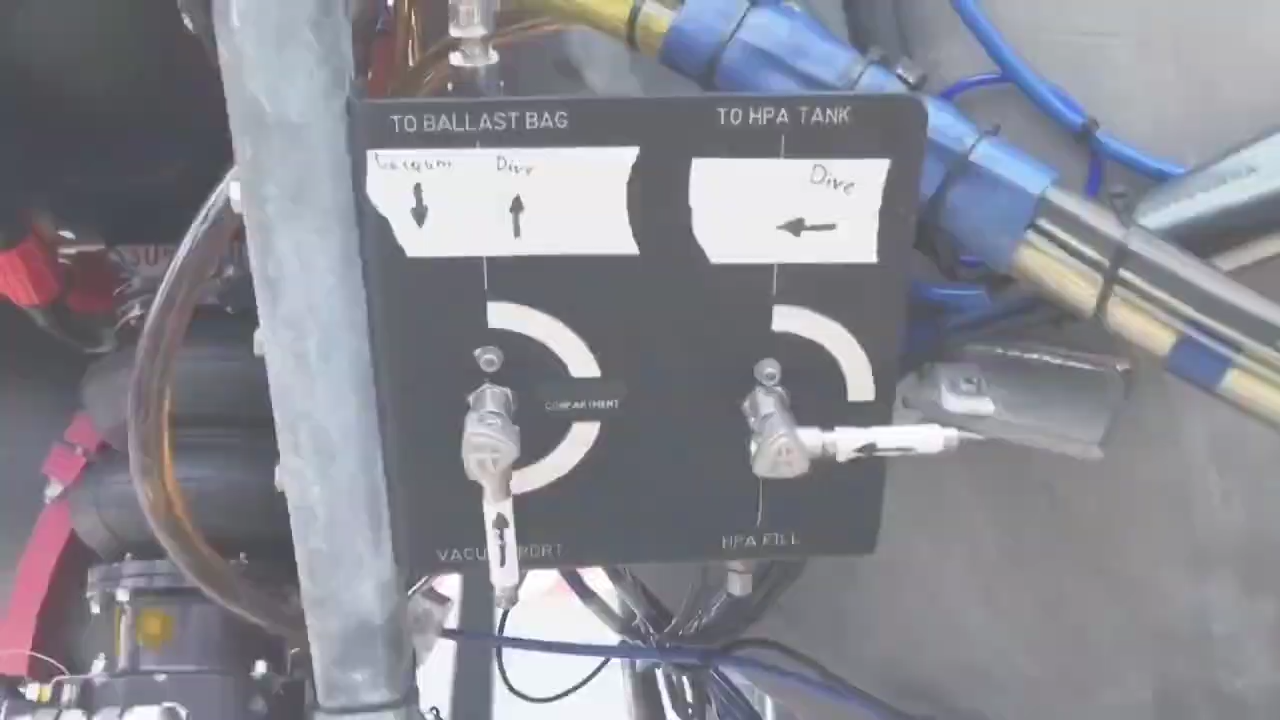 TO BALLAST BAG
TO HPA TANK
Vacuum Dive
Dive
COMPARTMENT
HPA FILL